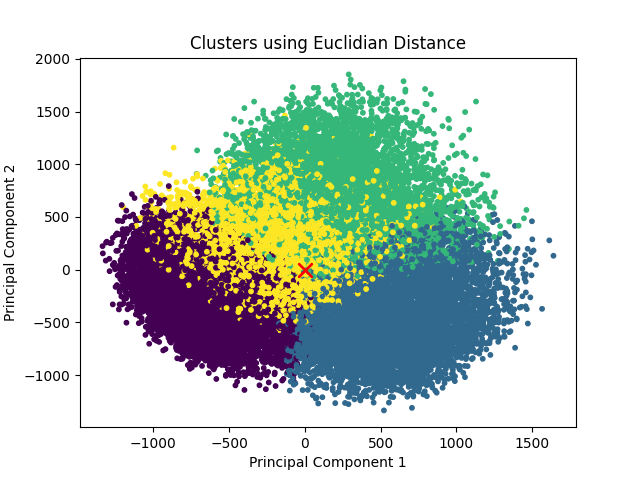 Clusters using Euclidian Distance
2000
1500
1000
500
0
−500
−1000
Principal Component 2
−1000 −500 0 500 1000 1500
Principal Component 1